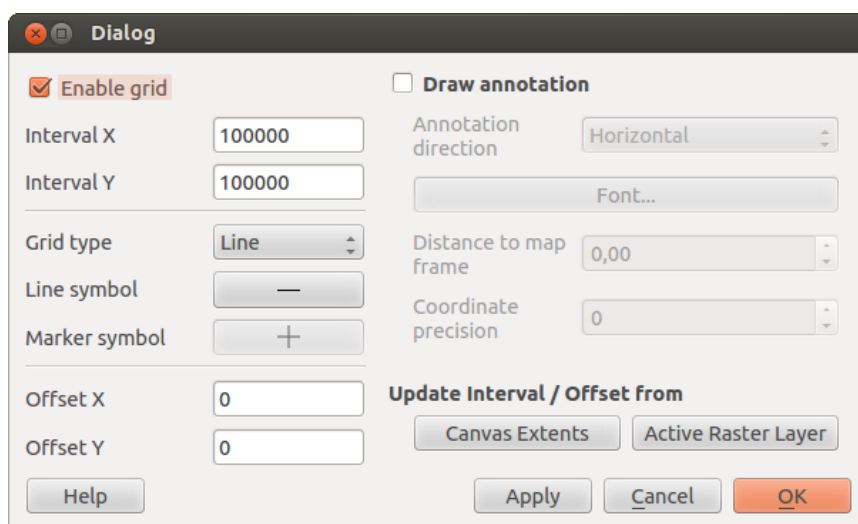 Dialog
Enable grid
Interval X 100000
Interval Y 100000
Grid type Line
Line symbol
Marker symbol
Offset X 0
Offset Y 0
Draw annotation
Annotation
direction
Horizontal
Font...
Distance to map
frame
0,00
Coordinate
precision
0
Update Interval / Offset from
Canvas Extents Active Raster Layer
Help Apply Cancel OK